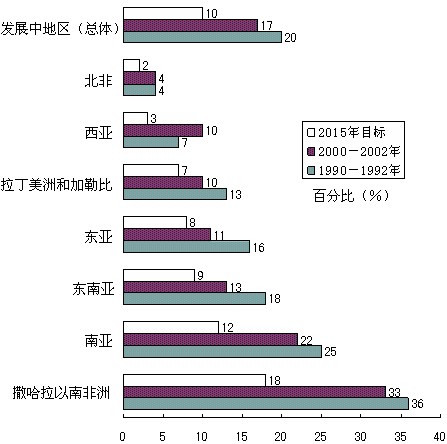 发展中地区（总体）
10
17
20
北非
2
4
4
西亚
3
10
7
拉丁美洲和加勒比
7
10
13
东亚
8
11
16
东南亚
9
13
18
南亚
12
22
25
撒哈拉以南非洲
18
33
36
2015年目标
2000－2002年
1990－1992年
百分比（%）
0 5 10 15 20 25 30 35 40